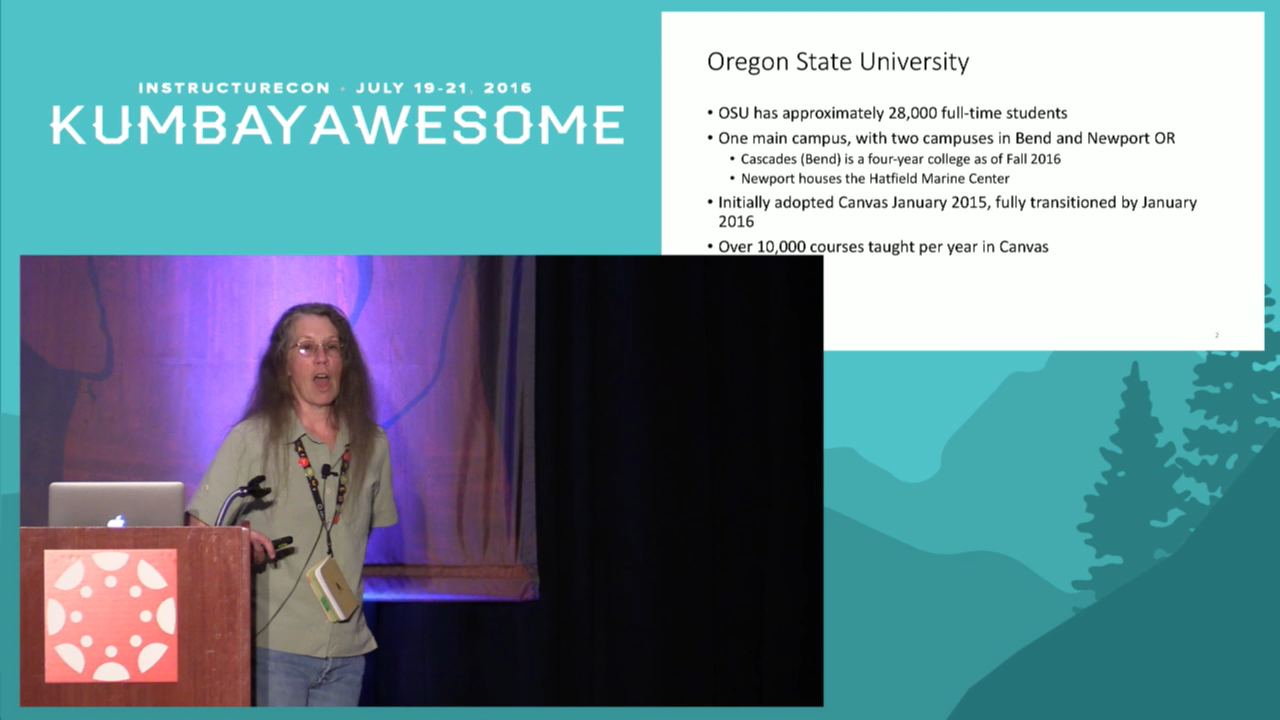 INSTRUCTURECON • JULY 19-21, 2016
KUMBAYAWESOME
Oregon State University
• OSU has approximately 28,000 full-time students
• One main campus, with two campuses in Bend and Newport OR
• Cascades (Bend) is a four-year college as of Fall 2016
• Newport houses the Hatfield Marine Center
• Initially adopted Canvas January 2015, fully transitioned by January
2016
• Over 10,000 courses taught per year in Canvas
2